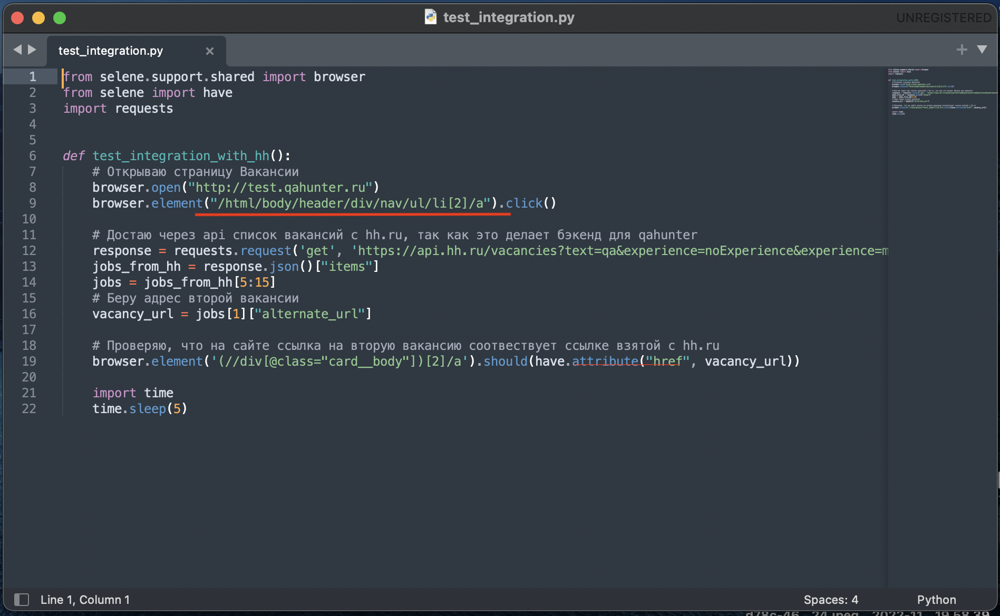 test_integration.py
UNREGISTERED
test_integration.py
1 from selene.support.shared import browser
2 from selene import have
3 import requests
4
5
6 def test_integration_with_hh():
7 # Открываю страницу Вакансии
8 browser.open("http://test.qahunter.ru")
9 browser.element("/html/body/header/div/nav/ul/li[2]/a").click()
10
11 # Достаю через api список вакансий с hh.ru, так как это делает бэкенд для qahunter
12 response = requests.request('get', 'https://api.hh.ru/vacancies?text=qa&experience=noExperience&experience=m
13 jobs_from_hh = response.json()["items"]
14 jobs = jobs_from_hh[5:15]
15 # Беру адрес второй вакансии
16 vacancy_url = jobs[1]["alternate_url"]
17
18 # Проверяю, что на сайте ссылка на вторую вакансию соотвествует ссылке взятой с hh.ru
19 browser.element('(//div[@class="card__body"])[2]/a').should(have.attribute("href", vacancy_url))
20
21 import time
22 time.sleep(5)
Line 1, Column 1
Spaces: 4
Python